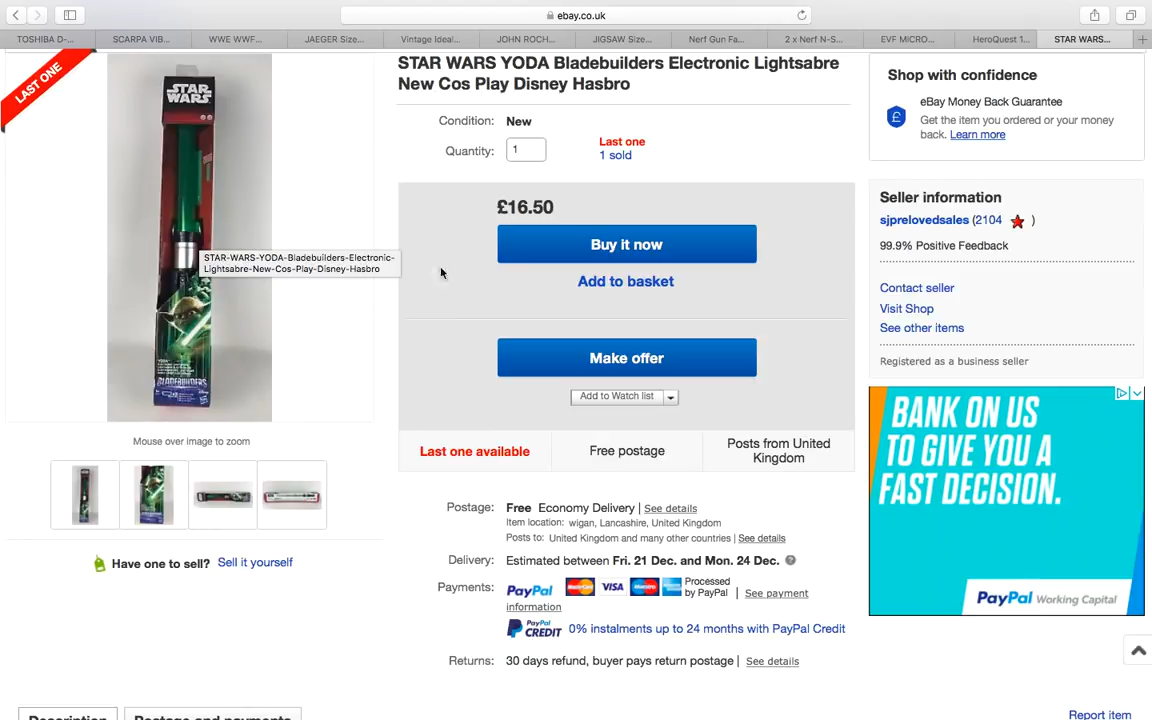 ebay.co.uk
TOSHIBA D-...
SCARPA VIB...
WWE WWF...
JAEGER Size...
Vintage Ideal...
JOHN ROCH...
JIGSAW Size...
Nerf Gun Fa...
2 x Nerf N-S...
EVF MICRO...
HeroQuest 1...
STAR WARS...
LAST ONE
STAR WARS
YODA
BLADEBUILDERS
STAR-WARS-YODA-Bladebuilders-Electronic-
Lightsabre-New-Cos-Play-Disney-Hasbro
Mouse over image to zoom
Have one to sell? Sell it yourself
STAR WARS YODA Bladebuilders Electronic Lightsabre
New Cos Play Disney Hasbro
Condition: New
Quantity: 1
Last one
1 sold
£16.50
Buy it now
Add to basket
Make offer
Add to Watch list
Last one available
Free postage
Posts from United
Kingdom
Postage: Free Economy Delivery | See details
Item location: wigan, Lancashire, United Kingdom
Posts to: United Kingdom and many other countries | See details
Delivery: Estimated between Fri. 21 Dec. and Mon. 24 Dec. ?
Payments: PayPal MasterCard VISA Maestro Processed
by PayPal | See payment
information
PayPal CREDIT 0% instalments up to 24 months with PayPal Credit
Returns: 30 days refund, buyer pays return postage | See details
Shop with confidence
£
eBay Money Back Guarantee
Get the item you ordered or your money
back. Learn more
Seller information
sjprelovedsales (2104 )
99.9% Positive Feedback
Contact seller
Visit Shop
See other items
Registered as a business seller
BANK ON US
TO GIVE YOU A
FAST DECISION.
PayPal Working Capital
Description
Postage and payments
Report item